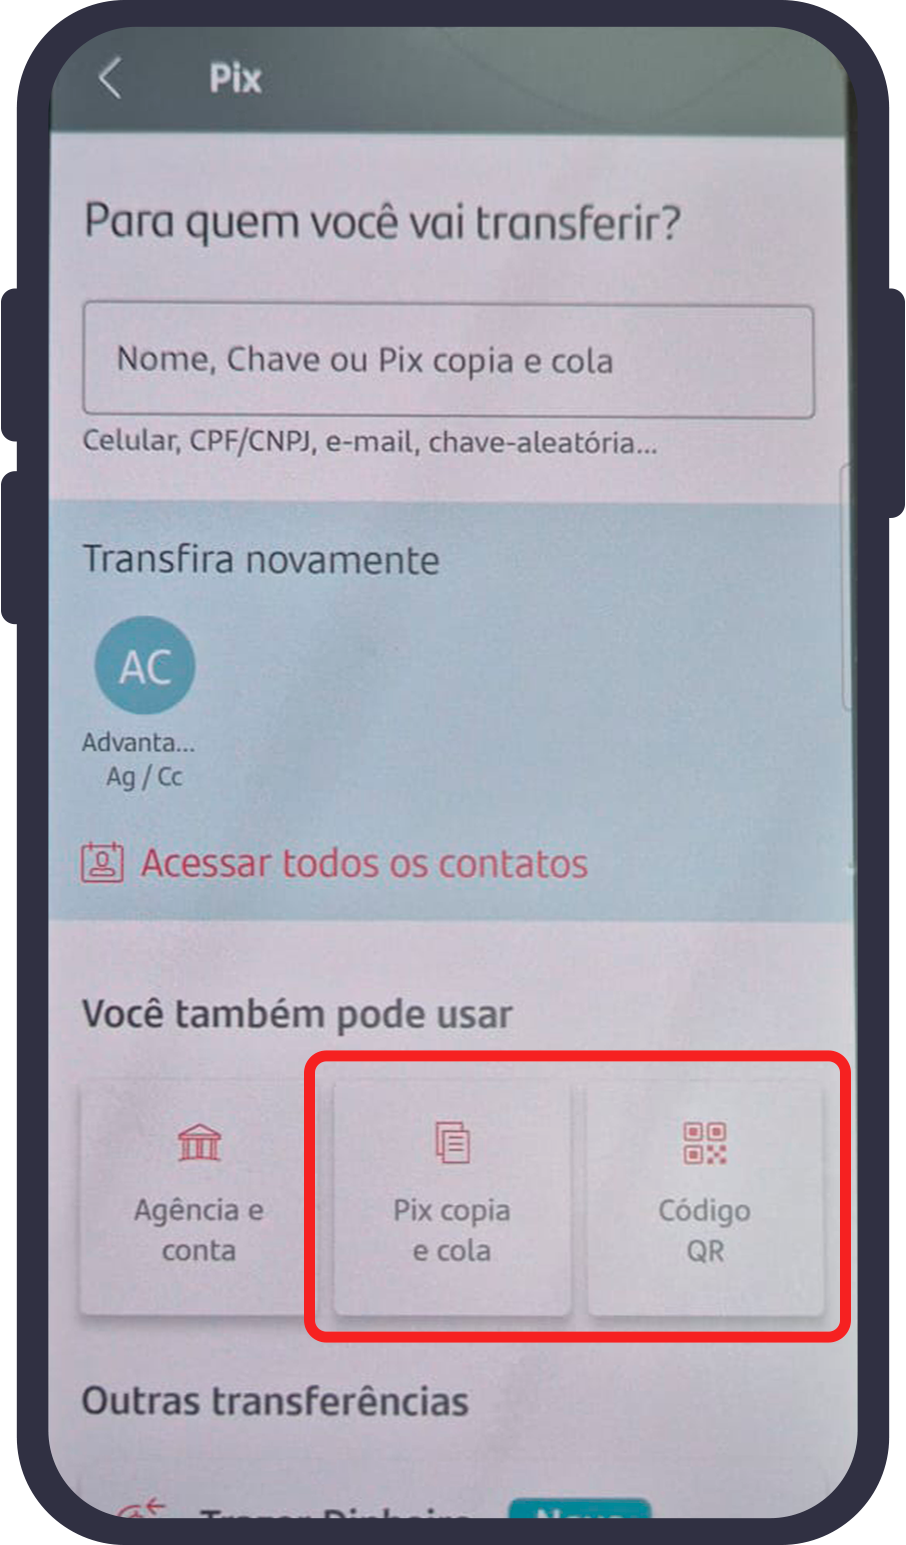 Pix
Para quem você vai transferir?
Nome, Chave ou Pix copia e cola
Celular, CPF/CNPJ, e-mail, chave-aleatória...
Transfira novamente
AC
Advanta...
Ag / Cc
Acessar todos os contatos
Você também pode usar
Agência e
conta
Pix copia
e cola
Código
QR
Outras transferências